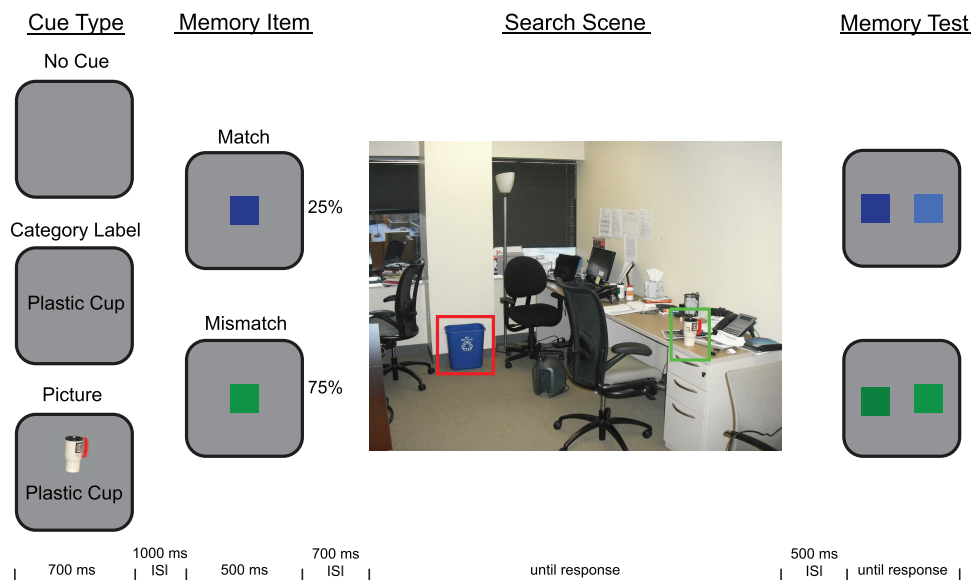 Cue Type
Memory Item
Search Scene
Memory Test
No Cue
Match
25%
Category Label
Plastic Cup
Mismatch
75%
Picture
Plastic Cup
700 ms
1000 ms
ISI
500 ms
700 ms
ISI
until response
500 ms
ISI
until response